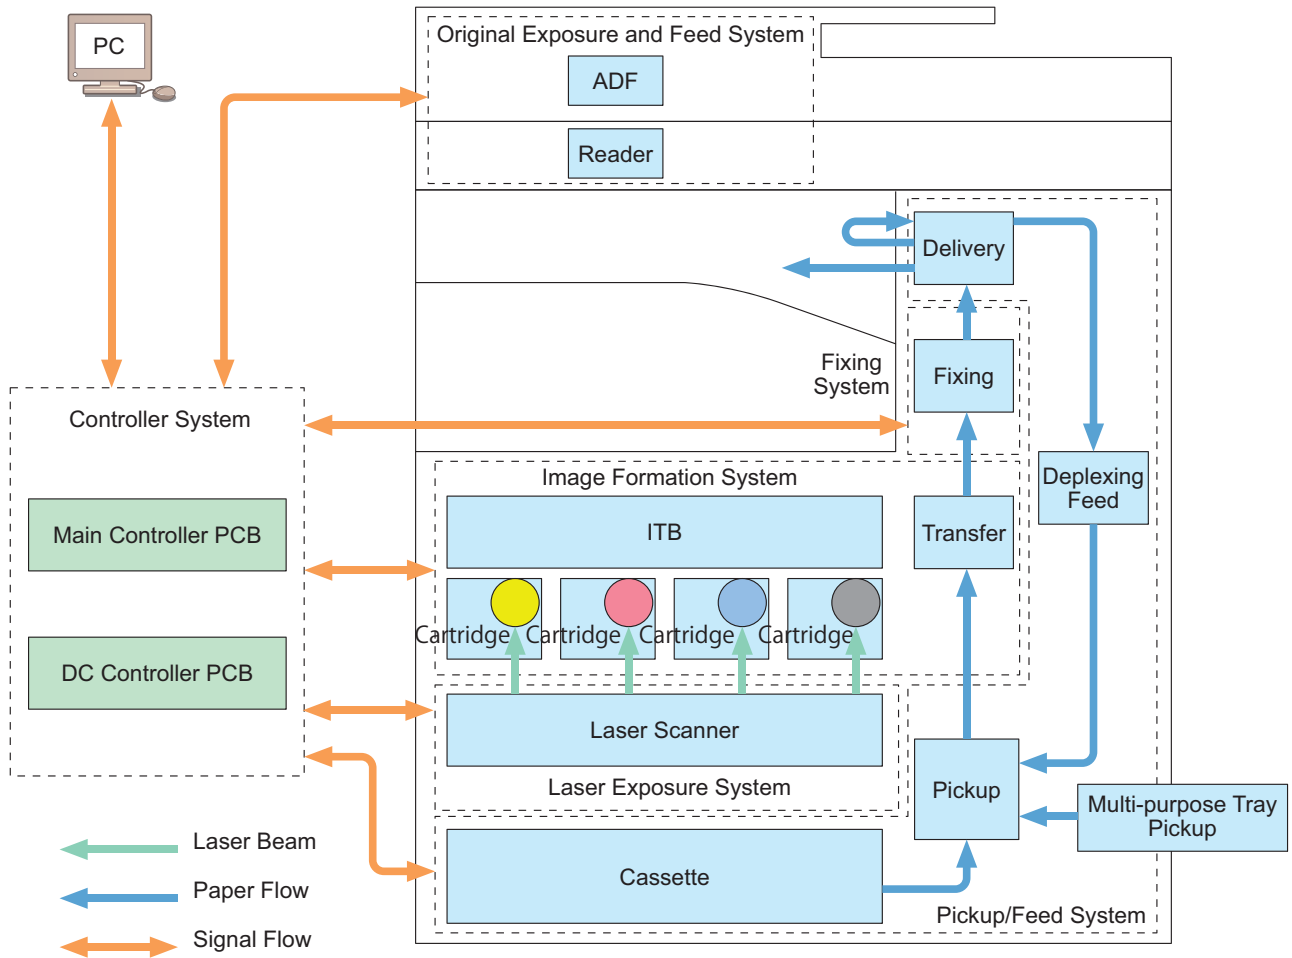 PC
Original Exposure and Feed System
ADF
Reader
Delivery
Fixing
System
Fixing
Controller System
Image Formation System
Deplexing
Feed
Main Controller PCB
ITB
Transfer
Cartridge
Cartridge
Cartridge
Cartridge
DC Controller PCB
Laser Scanner
Laser Exposure System
Pickup
Multi-purpose Tray
Pickup
Laser Beam
Cassette
Paper Flow
Pickup/Feed System
Signal Flow